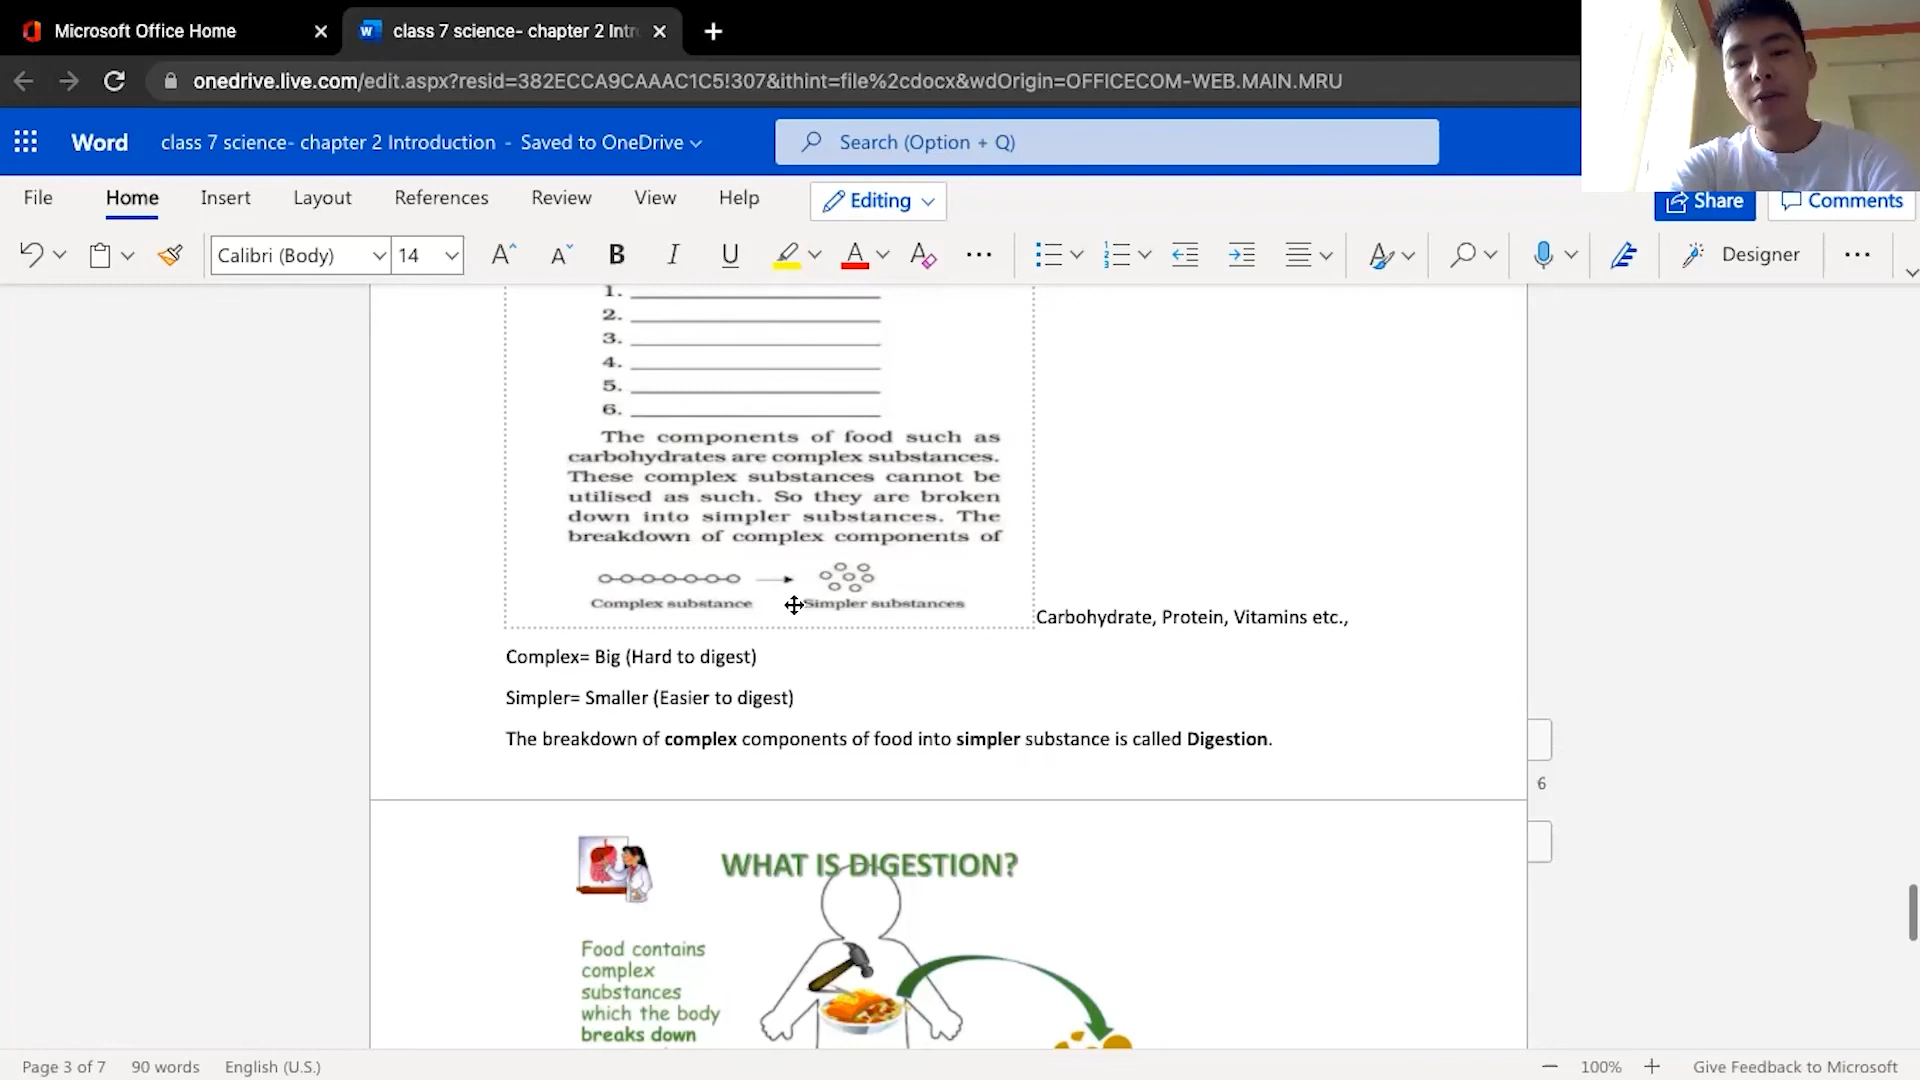 Microsoft Office Home
class 7 science- chapter 2 Intr
onedrive.live.com/edit.aspx?resid=382ECCA9CAAAC1C5!307&ithint=file%2cdocx&wdOrigin=OFFICECOM-WEB.MAIN.MRU
Word class 7 science- chapter 2 Introduction - Saved to OneDrive
Search (Option + Q)
File Home Insert Layout References Review View Help Editing Share Comments
Calibri (Body) 14 A A B I U A A Designer
1.
2.
3.
4.
5.
6.
The components of food such as
carbohydrates are complex substances.
These complex substances cannot be
utilised as such. So they are broken
down into simpler substances. The
breakdown of complex components of
Complex substance Simpler substances
Carbohydrate, Protein, Vitamins etc.,
Complex= Big (Hard to digest)
Simpler= Smaller (Easier to digest)
The breakdown of complex components of food into simpler substance is called Digestion.
6
WHAT IS DIGESTION?
Food contains
complex
substances
which the body
breaks down
Page 3 of 7 90 words English (U.S.) 100% Give Feedback to Microsoft